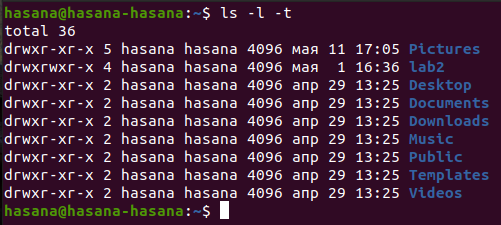 hasana@hasana-hasana:~$ ls -l -t
total 36
drwxr-xr-x 5 hasana hasana 4096 мая 11 17:05 Pictures
drwxrwxr-x 4 hasana hasana 4096 мая  1 16:36 lab2
drwxr-xr-x 2 hasana hasana 4096 апр 29 13:25 Desktop
drwxr-xr-x 2 hasana hasana 4096 апр 29 13:25 Documents
drwxr-xr-x 2 hasana hasana 4096 апр 29 13:25 Downloads
drwxr-xr-x 2 hasana hasana 4096 апр 29 13:25 Music
drwxr-xr-x 2 hasana hasana 4096 апр 29 13:25 Public
drwxr-xr-x 2 hasana hasana 4096 апр 29 13:25 Templates
drwxr-xr-x 2 hasana hasana 4096 апр 29 13:25 Videos
hasana@hasana-hasana:~$